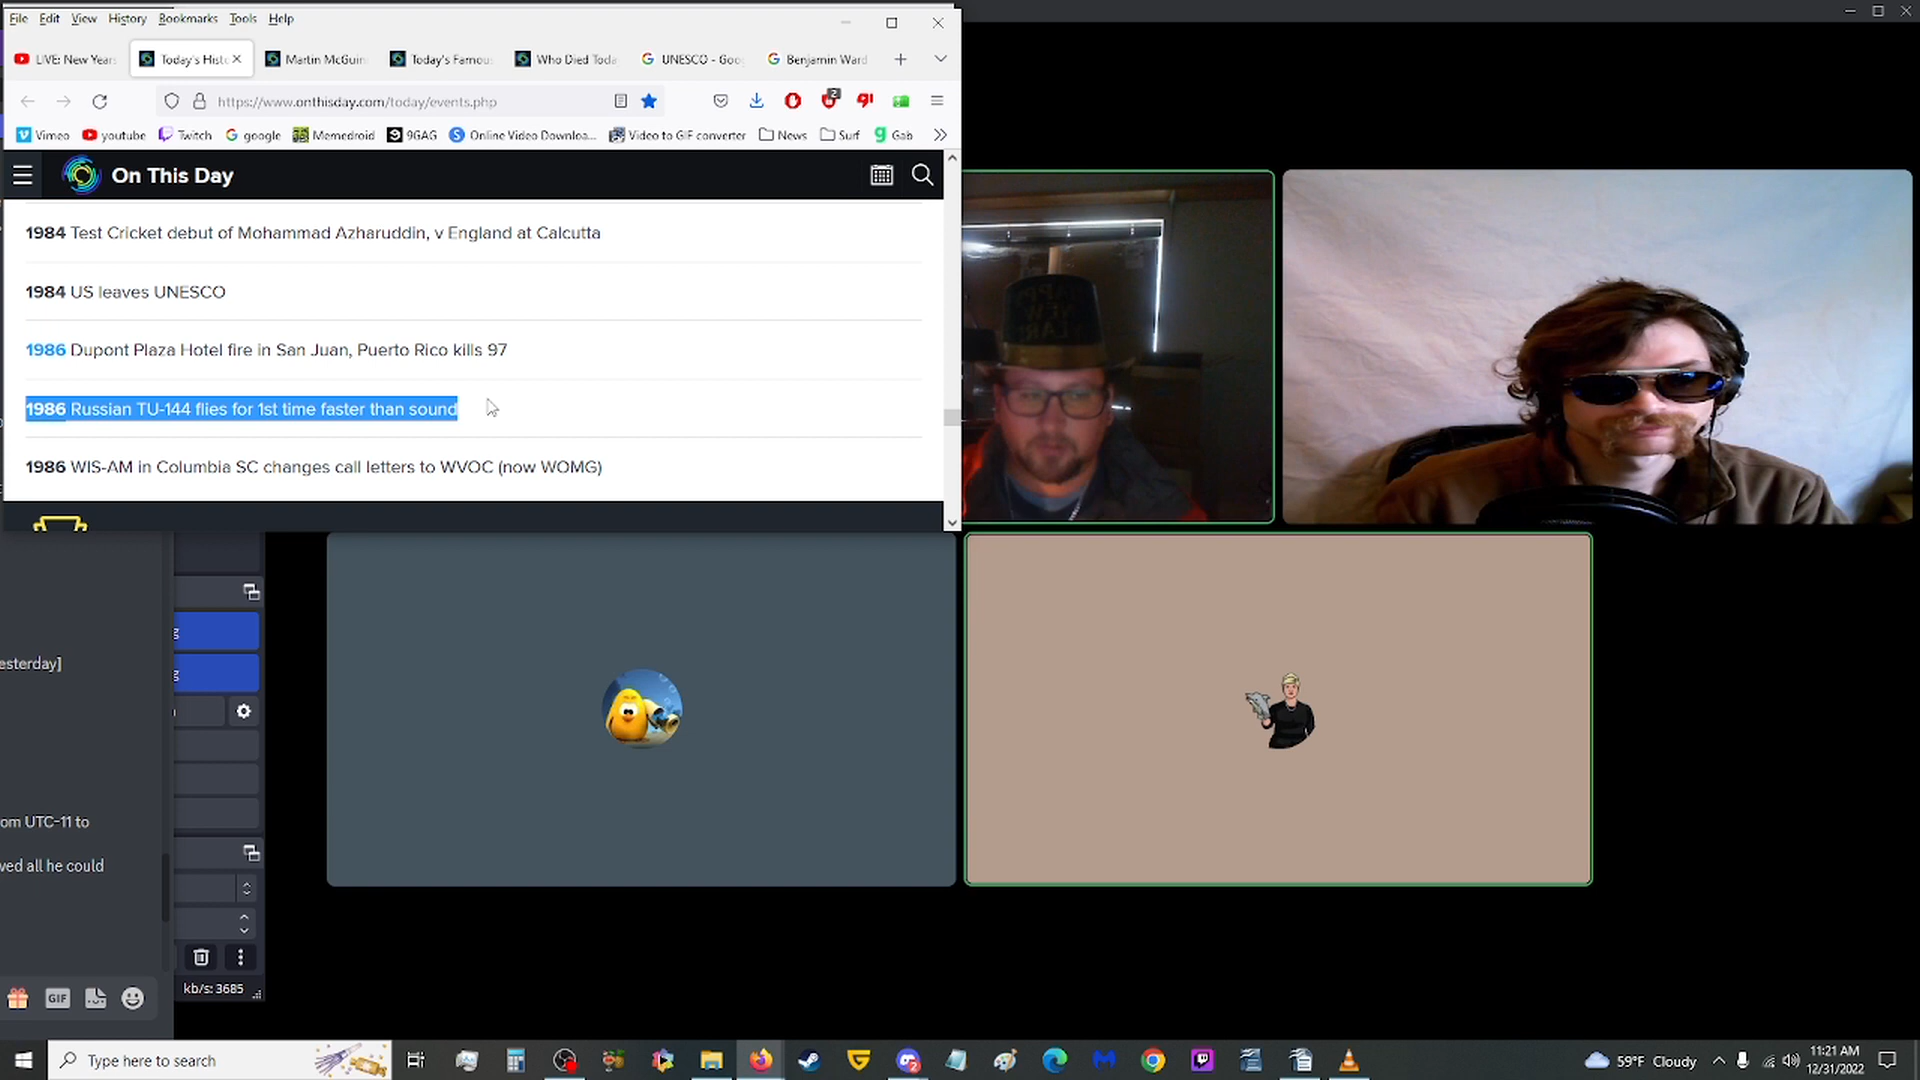 File Edit View History Bookmarks Tools Help
LIVE: New Year
Today's Histo
Martin McGuin
Today's Famou
Who Died Toda
UNESCO - Goo
Benjamin Ward
https://www.onthisday.com/today/events.php
2
Vimeo youtube Twitch google Memedroid 9GAG Online Video Downloa... Video to GIF converter News Surf Gab
On This Day
1984 Test Cricket debut of Mohammad Azharuddin, v England at Calcutta
1984 US leaves UNESCO
1986 Dupont Plaza Hotel fire in San Juan, Puerto Rico kills 97
1986 Russian TU-144 flies for 1st time faster than sound
1986 WIS-AM in Columbia SC changes call letters to WVOC (now WOMG)
g
esterday]
g
om UTC-11 to
ved all he could
GIF
kb/s: 3685
Type here to search
59°F Cloudy
11:21 AM
12/31/2022